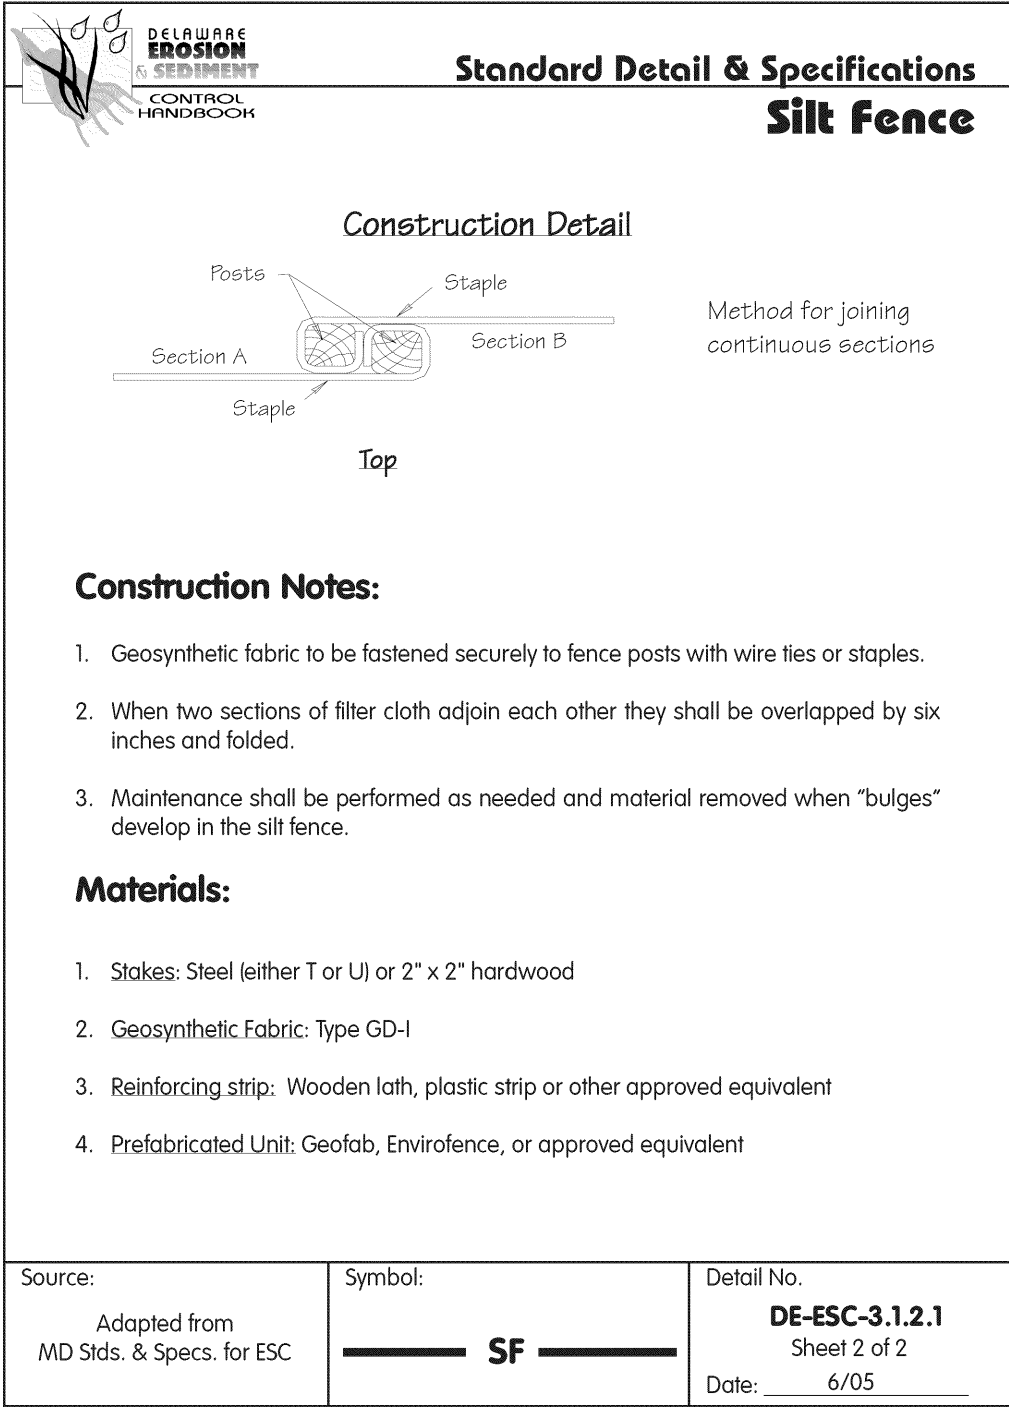 DELAWARE
EROSION
& SEDIMENT
CONTROL
HANDBOOK
Standard Detail & Specifications
Silt Fence
Construction Detail
Posts
Staple
Method for joining
continuous sections
Section B
Section A
Staple
Top
Construction Notes:
1. Geosynthetic fabric to be fastened securely to fence posts with wire ties or staples.
2. When two sections of filter cloth adjoin each other they shall be overlapped by six
inches and folded.
3. Maintenance shall be performed as needed and material removed when "bulges"
develop in the silt fence.
Materials:
1. Stakes: Steel (either T or U) or 2" x 2" hardwood
2. Geosynthetic Fabric: Type GD-I
3. Reinforcing strip: Wooden lath, plastic strip or other approved equivalent
4. Prefabricated Unit: Geofab, Envirofence, or approved equivalent
Source:
Adapted from
MD Stds. & Specs. for ESC
Symbol:
SF
Detail No.
DE-ESC-3.1.2.1
Sheet 2 of 2
Date: 6/05